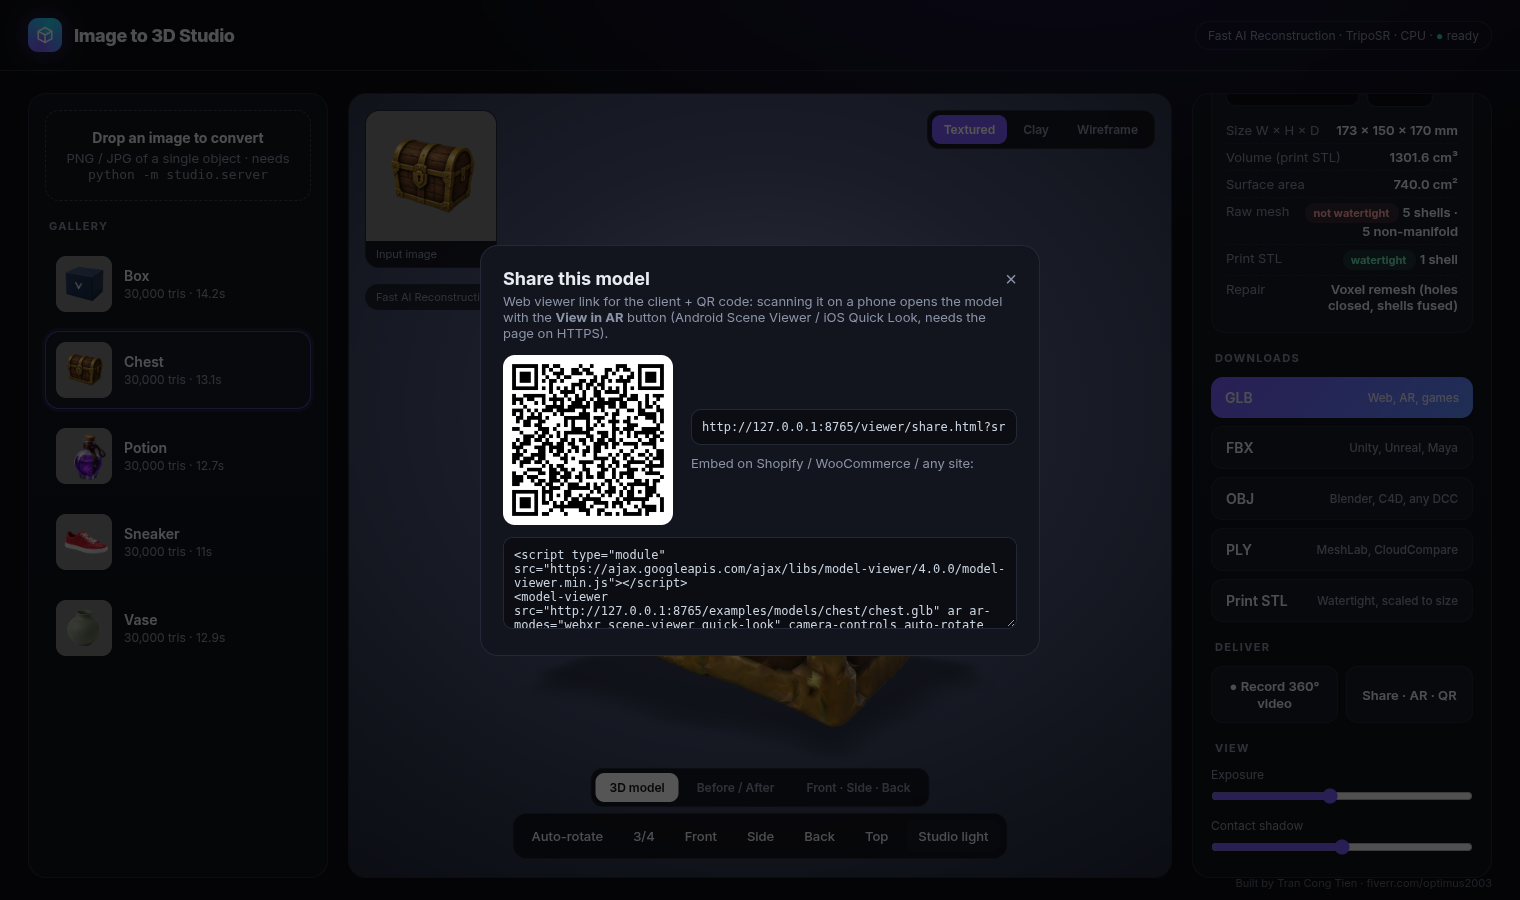 Image to 3D Studio
Fast AI Reconstruction · TripoSR · CPU · ● ready
Drop an image to convert
PNG / JPG of a single object · needs
python -m studio.server
GALLERY
Box
30,000 tris · 14.2s
Chest
30,000 tris · 13.1s
Potion
30,000 tris · 12.7s
Sneaker
30,000 tris · 11s
Vase
30,000 tris · 12.9s
Input image
Fast AI Reconstructi
Textured
Clay
Wireframe
Share this model
×
Web viewer link for the client + QR code: scanning it on a phone opens the model
with the View in AR button (Android Scene Viewer / iOS Quick Look, needs the
page on HTTPS).
http://127.0.0.1:8765/viewer/share.html?sr
Embed on Shopify / WooCommerce / any site:
<script type="module"
src="https://ajax.googleapis.com/ajax/libs/model-viewer/4.0.0/model-
viewer.min.js"></script>
<model-viewer
src="http://127.0.0.1:8765/examples/models/chest/chest.glb" ar ar-
modes="webxr scene-viewer quick-look" camera-controls auto-rotate
3D model
Before / After
Front · Side · Back
Auto-rotate
3/4
Front
Side
Back
Top
Studio light
Size W × H × D
173 × 150 × 170 mm
Volume (print STL)
1301.6 cm³
Surface area
740.0 cm²
Raw mesh
not watertight 5 shells ·
5 non-manifold
Print STL
watertight 1 shell
Repair
Voxel remesh (holes
closed, shells fused)
DOWNLOADS
GLB
Web, AR, games
FBX
Unity, Unreal, Maya
OBJ
Blender, C4D, any DCC
PLY
MeshLab, CloudCompare
Print STL
Watertight, scaled to size
DELIVER
● Record 360°
video
Share · AR · QR
VIEW
Exposure
Contact shadow
Built by Tran Cong Tien · fiverr.com/optimus2003